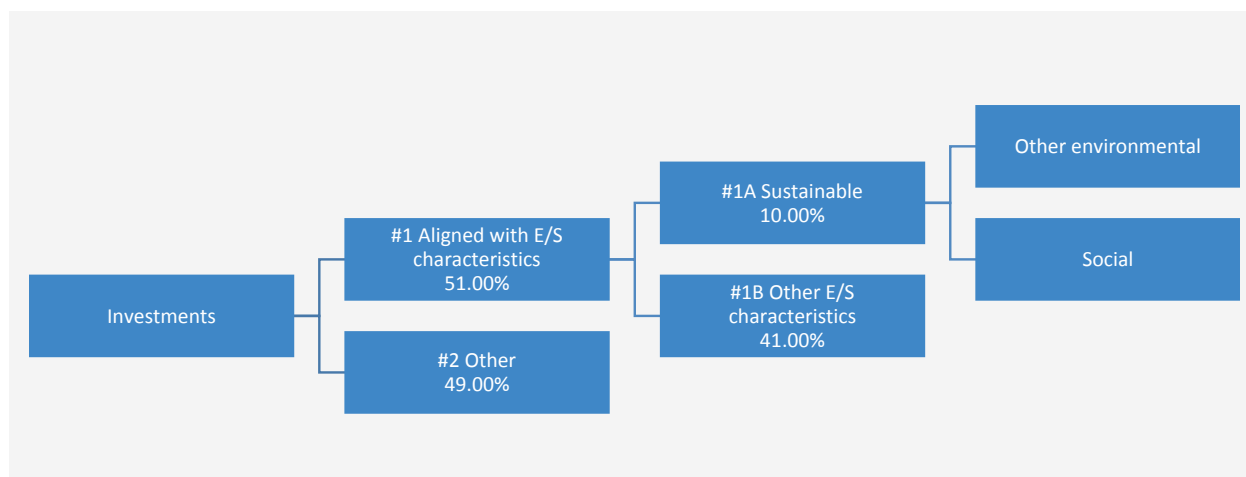 Investments
#1 Aligned with E/S
characteristics
51.00%
#2 Other
49.00%
#1A Sustainable
10.00%
#1B Other E/S
characteristics
41.00%
Other environmental
Social